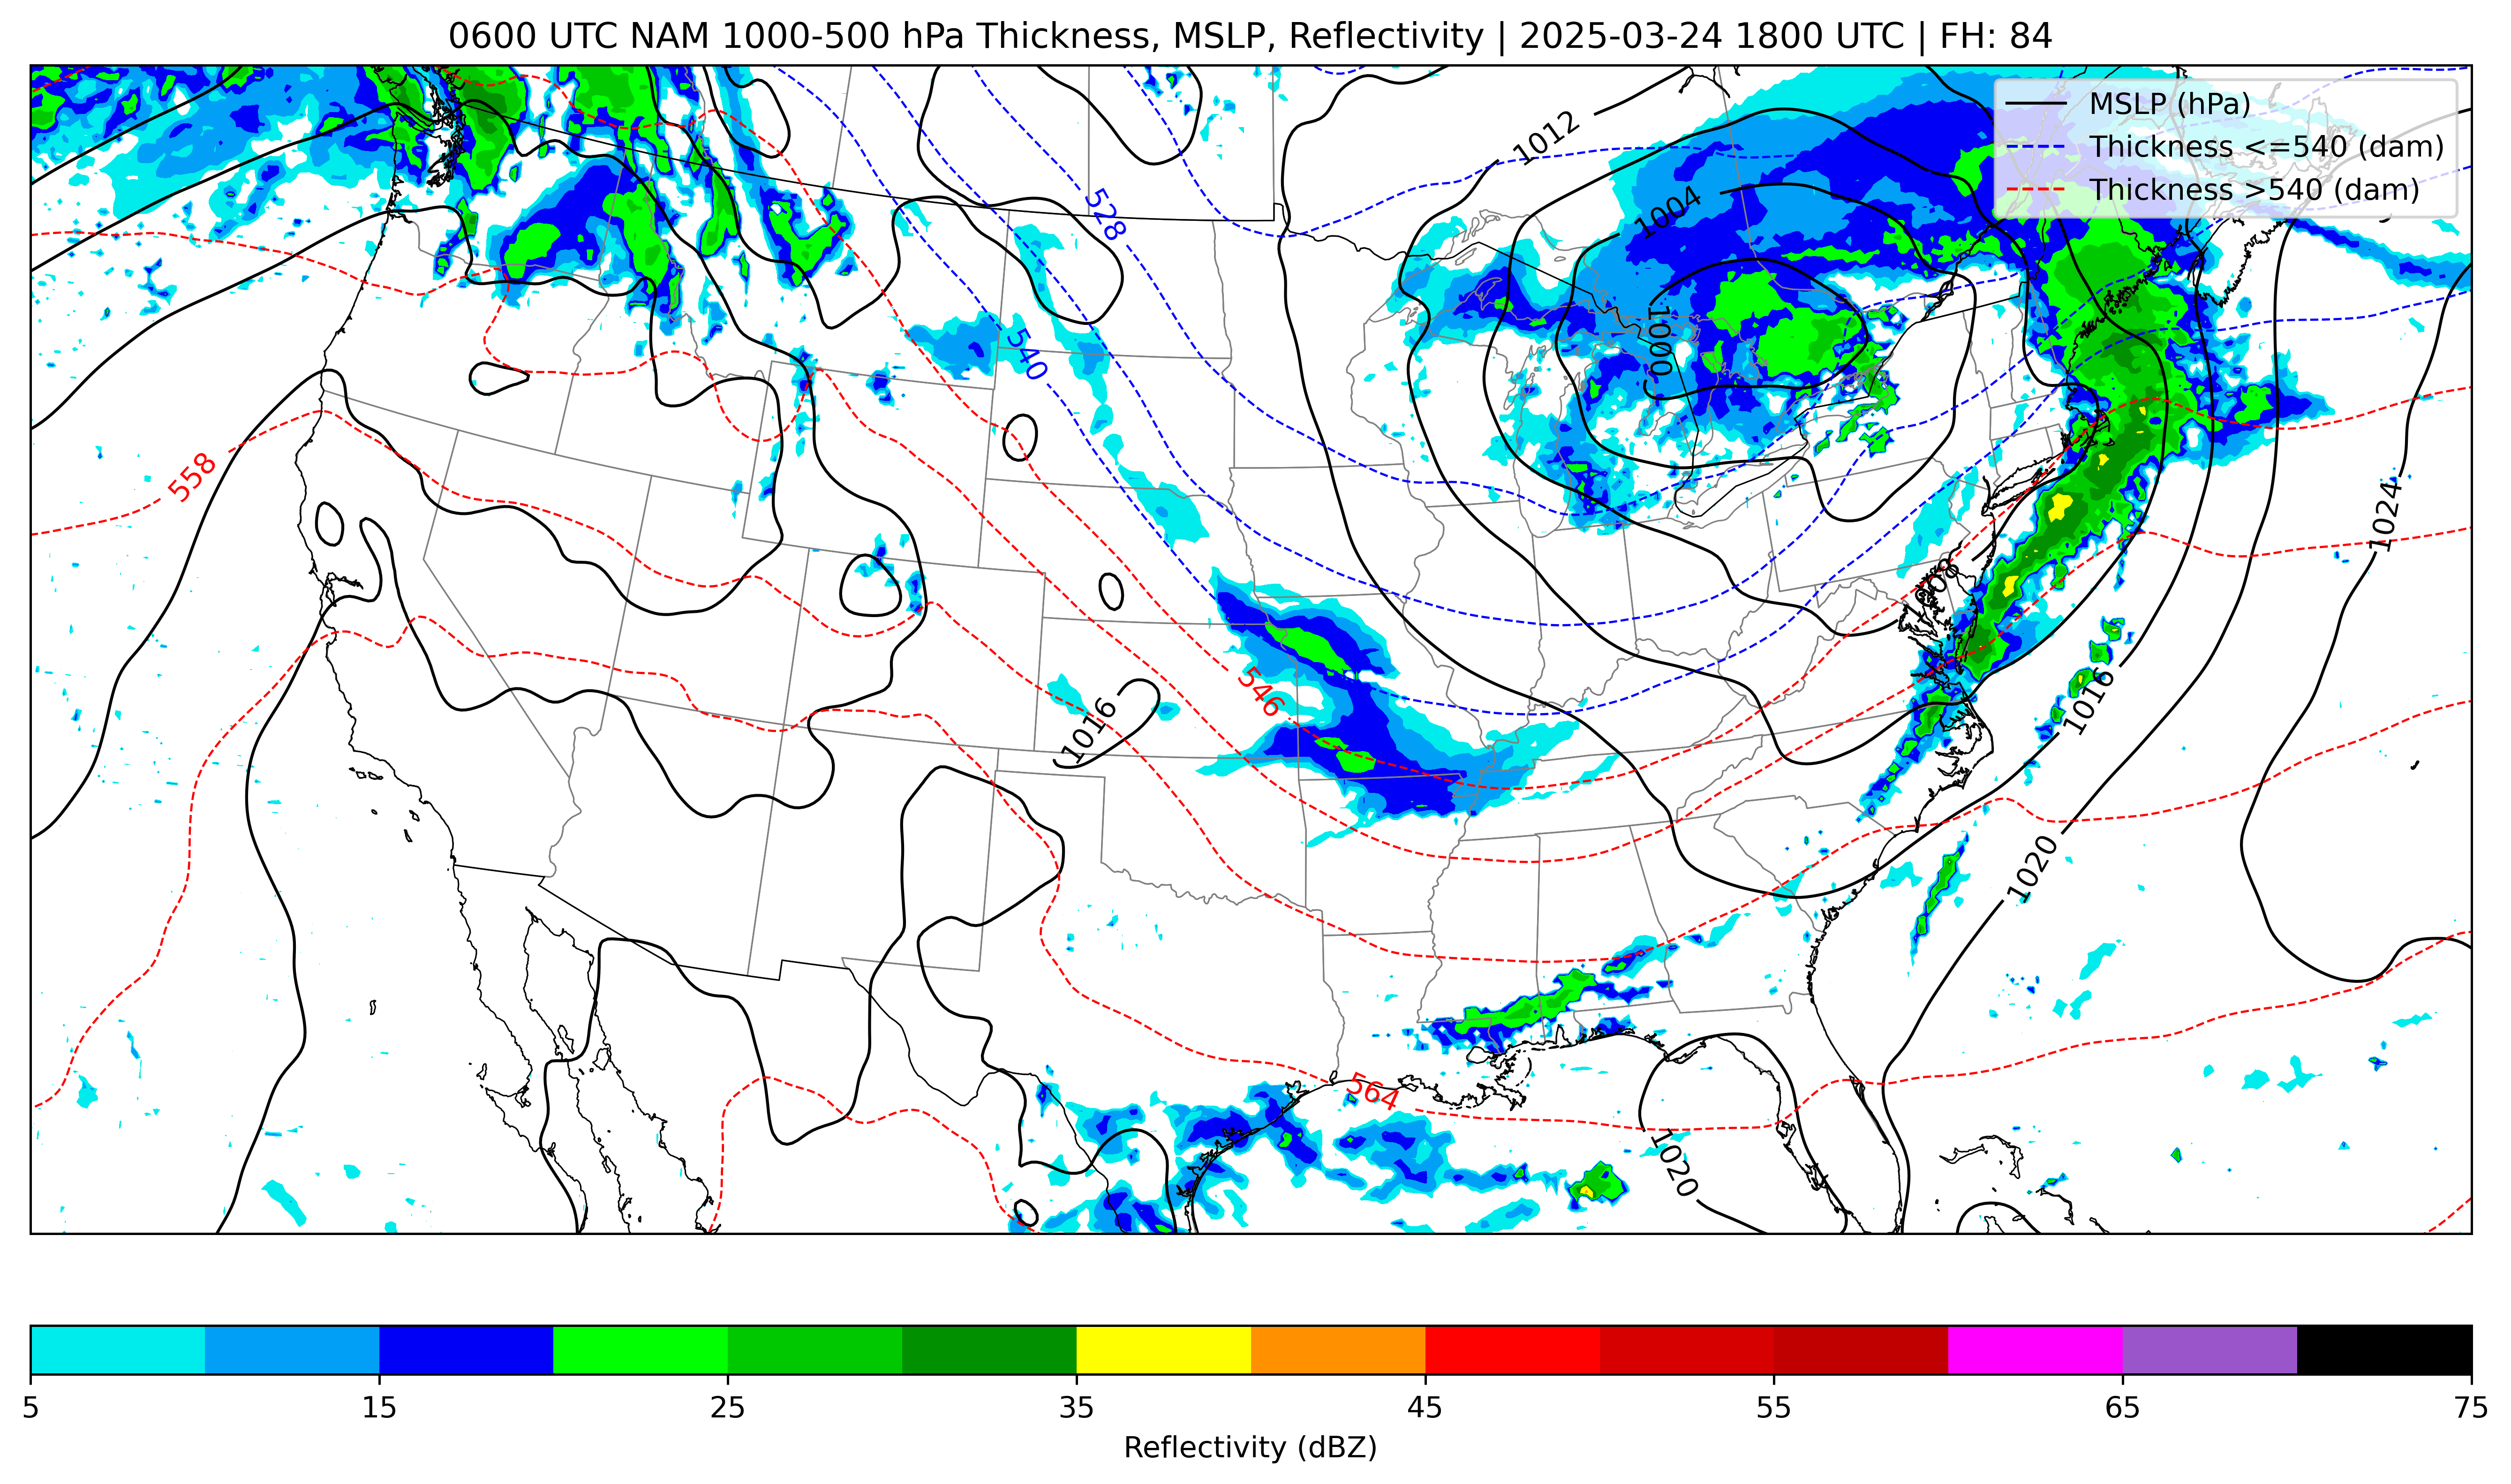 0600 UTC NAM 1000-500 hPa Thickness, MSLP, Reflectivity | 2025-03-24 1800 UTC | FH: 84
MSLP (hPa)
Thickness <=540 (dam)
Thickness >540 (dam)
1012
1004
528
1000
540
558
1024
1008
546
1016
1016
1020
564
1020
5 15 25 35 45 55 65 75
Reflectivity (dBZ)